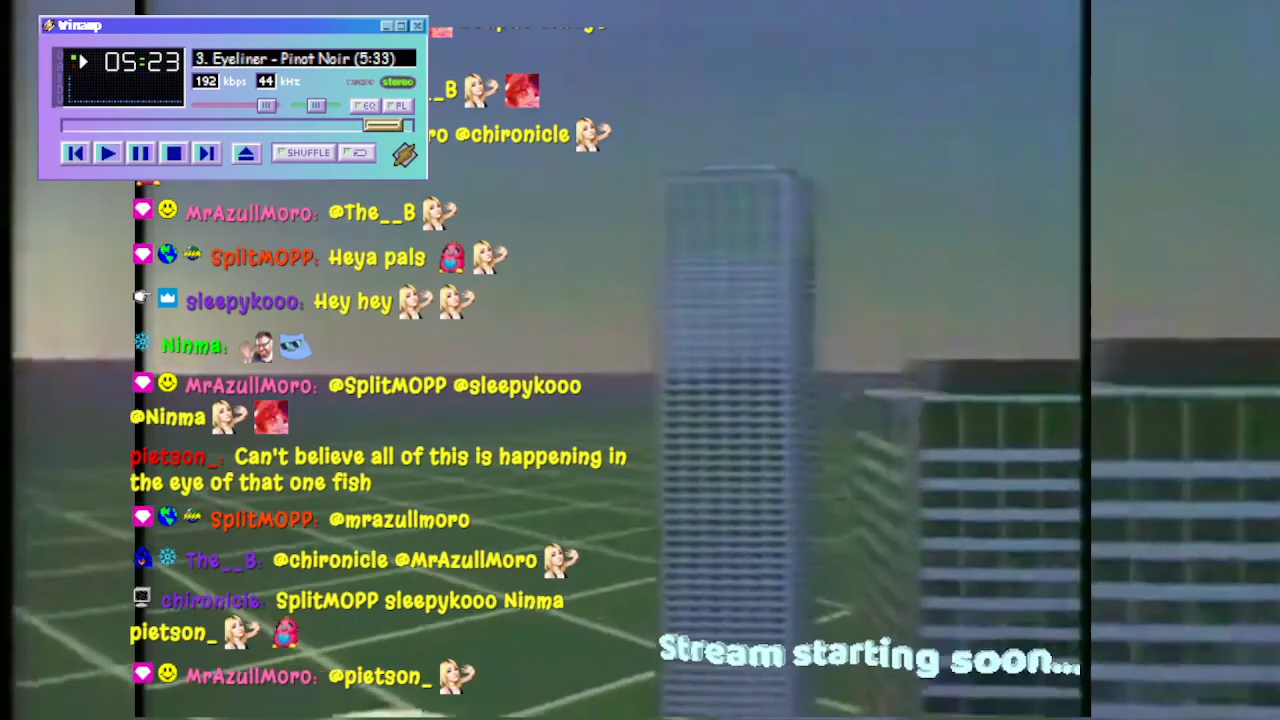 Winamp
05:23
3. Eyeliner - Pinot Noir (5:33)
192 kbps 44 kHz stereo
EQ PL
SHUFFLE
_B
ro @chironicle
MrAzullMoro: @The__B
SplitMOPP: Heya pals
sleepykooo: Hey hey
Ninma:
MrAzullMoro: @SplitMOPP @sleepykooo
@Ninma
pietson_: Can't believe all of this is happening in
the eye of that one fish
SplitMOPP: @mrazullmoro
The__B: @chironicle @MrAzullMoro
chironicle: SplitMOPP sleepykooo Ninma
pietson_
MrAzullMoro: @pietson_
Stream starting soon...